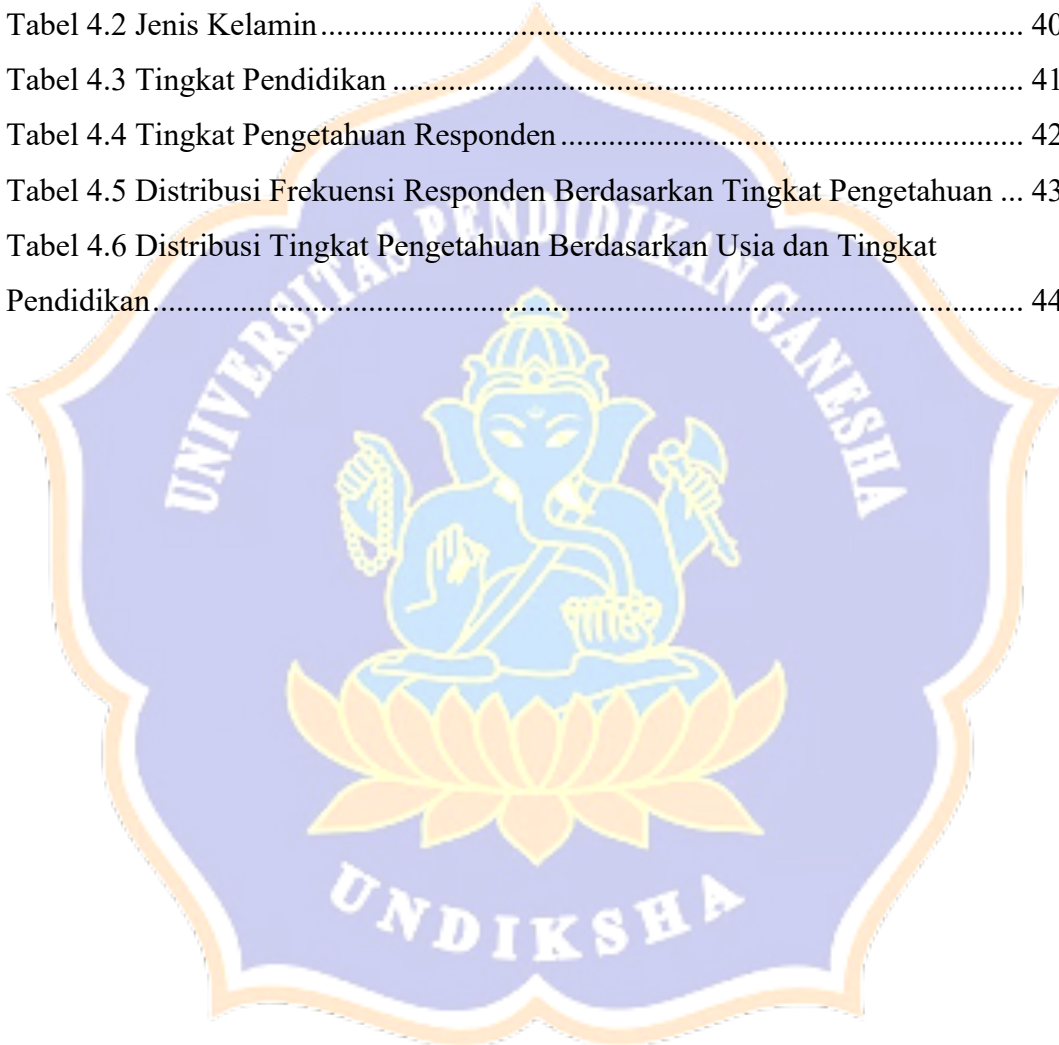 Tabel 4.2 Jenis Kelamin ........................................................................................ 40
Tabel 4.3 Tingkat Pendidikan ............................................................................... 41
Tabel 4.4 Tingkat Pengetahuan Responden .......................................................... 42
Tabel 4.5 Distribusi Frekuensi Responden Berdasarkan Tingkat Pengetahuan ... 43
Tabel 4.6 Distribusi Tingkat Pengetahuan Berdasarkan Usia dan Tingkat
Pendidikan ............................................................................................................. 44
UNIVERSITAS PENDIDIKAN GANESHA
UNDIKSHA